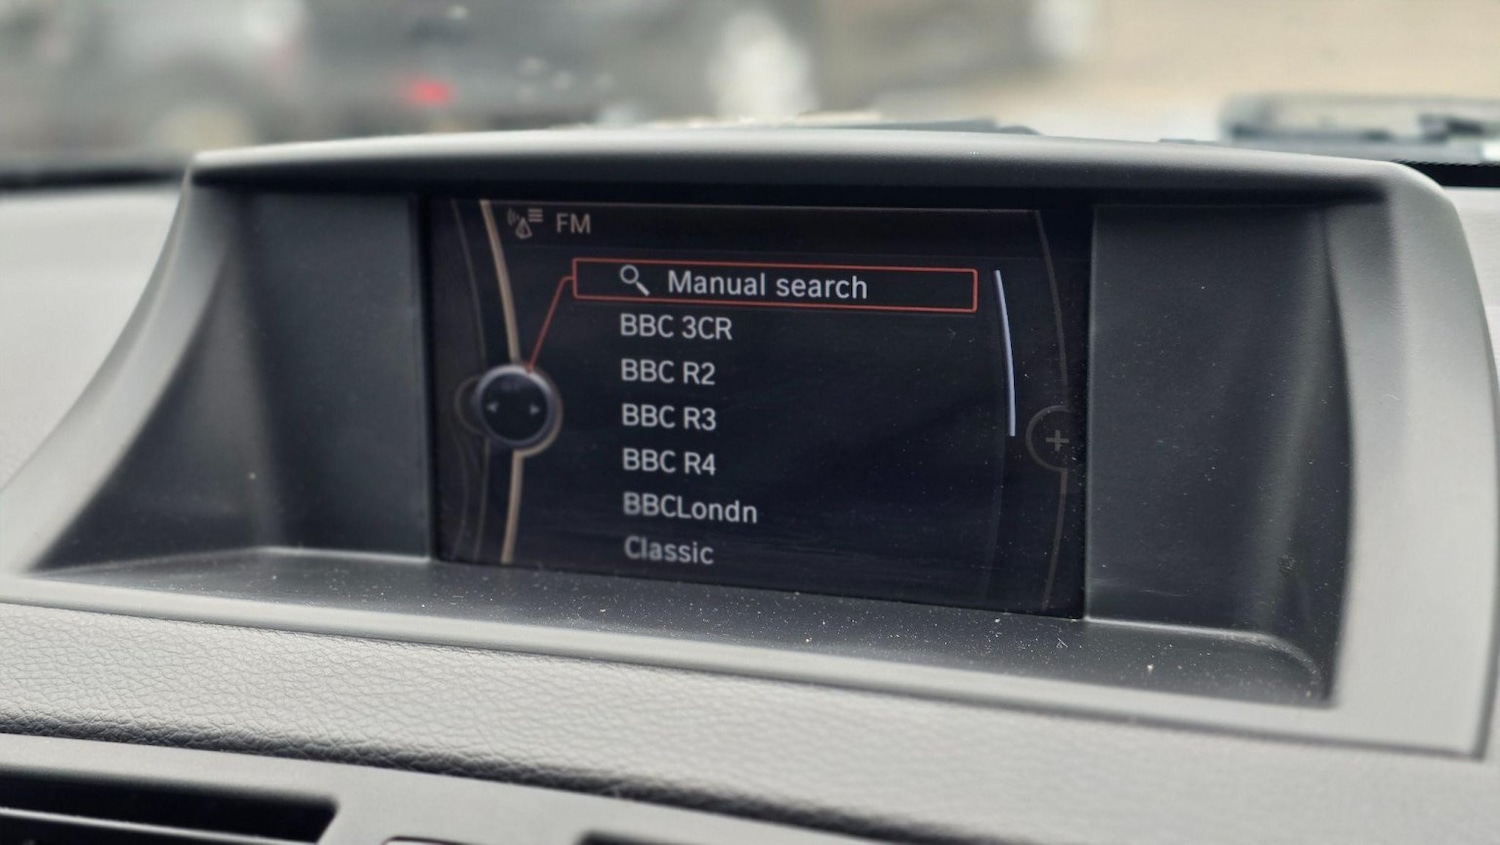 FM
Manual search
BBC 3CR
BBC R2
BBC R3
BBC R4
BBCLondn
Classic